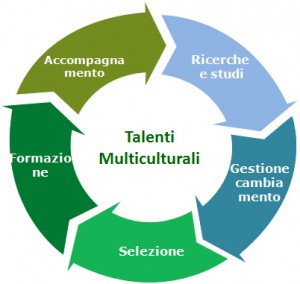 Accompagna
mento
Ricerche
e studi
Talenti
Multiculturali
Formazio
ne
Gestione
cambia
mento
Selezione